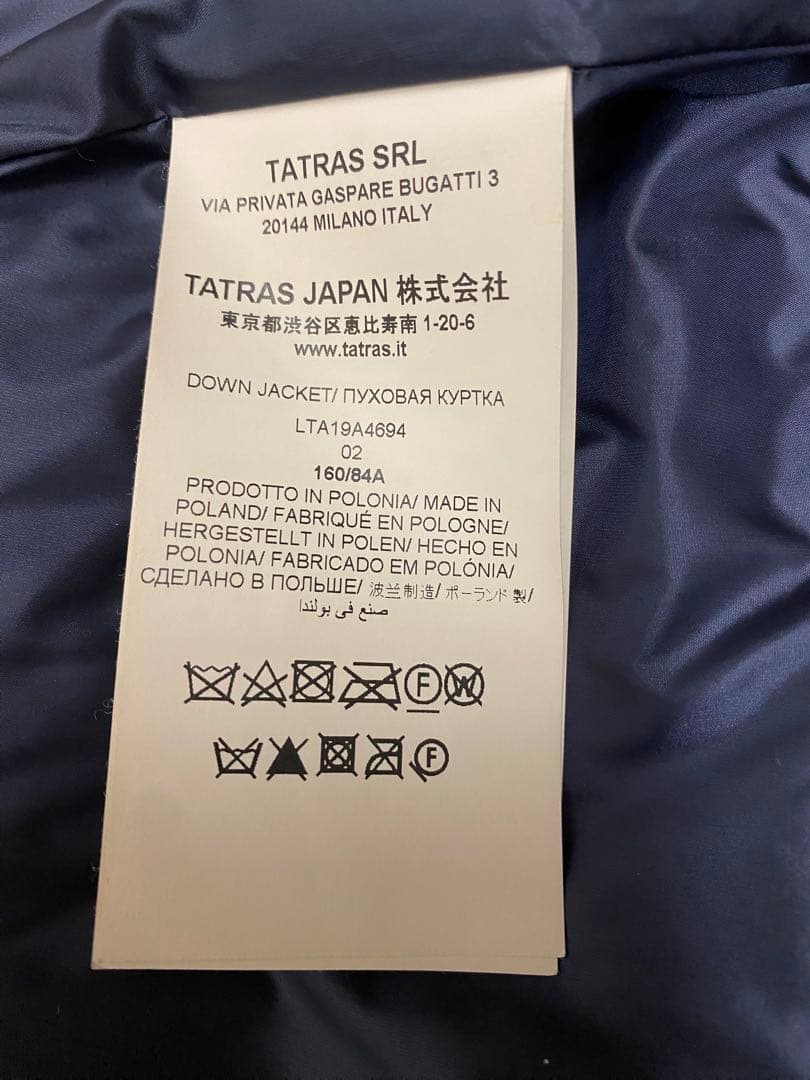 TATRAS SRL
VIA PRIVATA GASPARE BUGATTI 3
20144 MILANO ITALY
TATRAS JAPAN 株式会社
東京都渋谷区恵比寿南 1-20-6
www.tatras.it
DOWN JACKET/ ПУХОВАЯ КУРТКА
LTA19A4694
02
160/84A
PRODOTTO IN POLONIA/ MADE IN
POLAND/ FABRIQUÉ EN POLOGNE/
HERGESTELLT IN POLEN/ HECHO EN
POLONIA/ FABRICADO EM POLÓNIA/
СДЕЛАНО В ПОЛЬШЕ/ 波兰制造/ ポーランド 製/
صنع في بولندا
F W
F